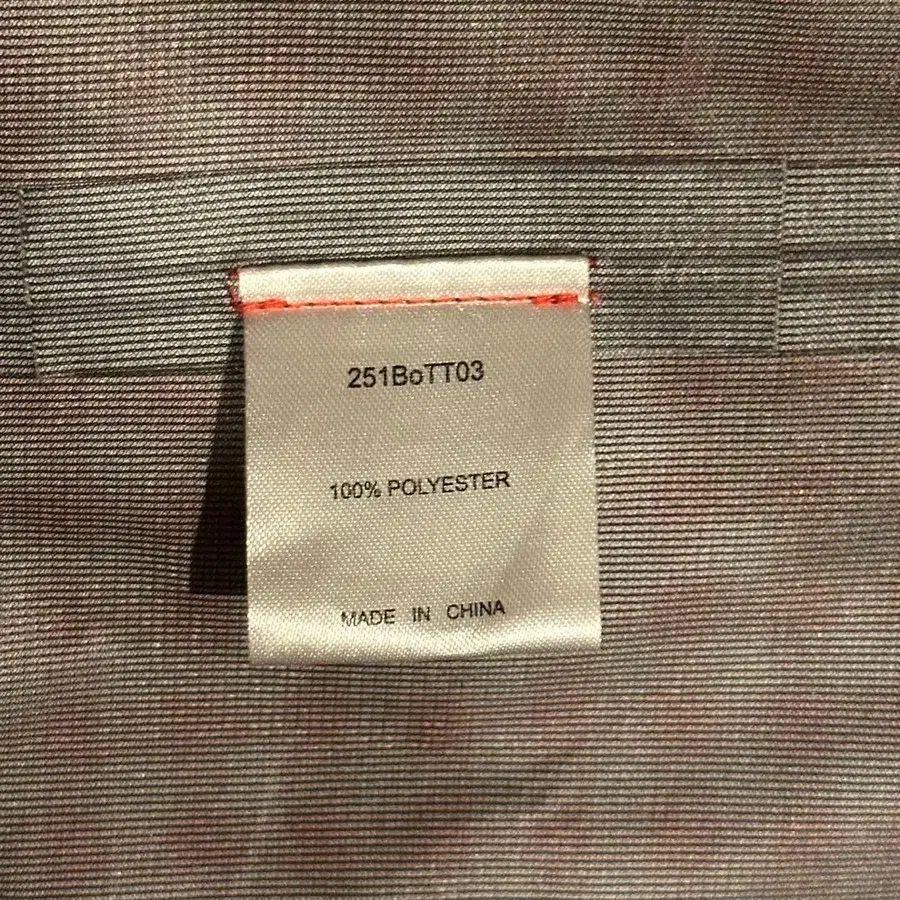 251BoTT03
100% POLYESTER
MADE IN CHINA